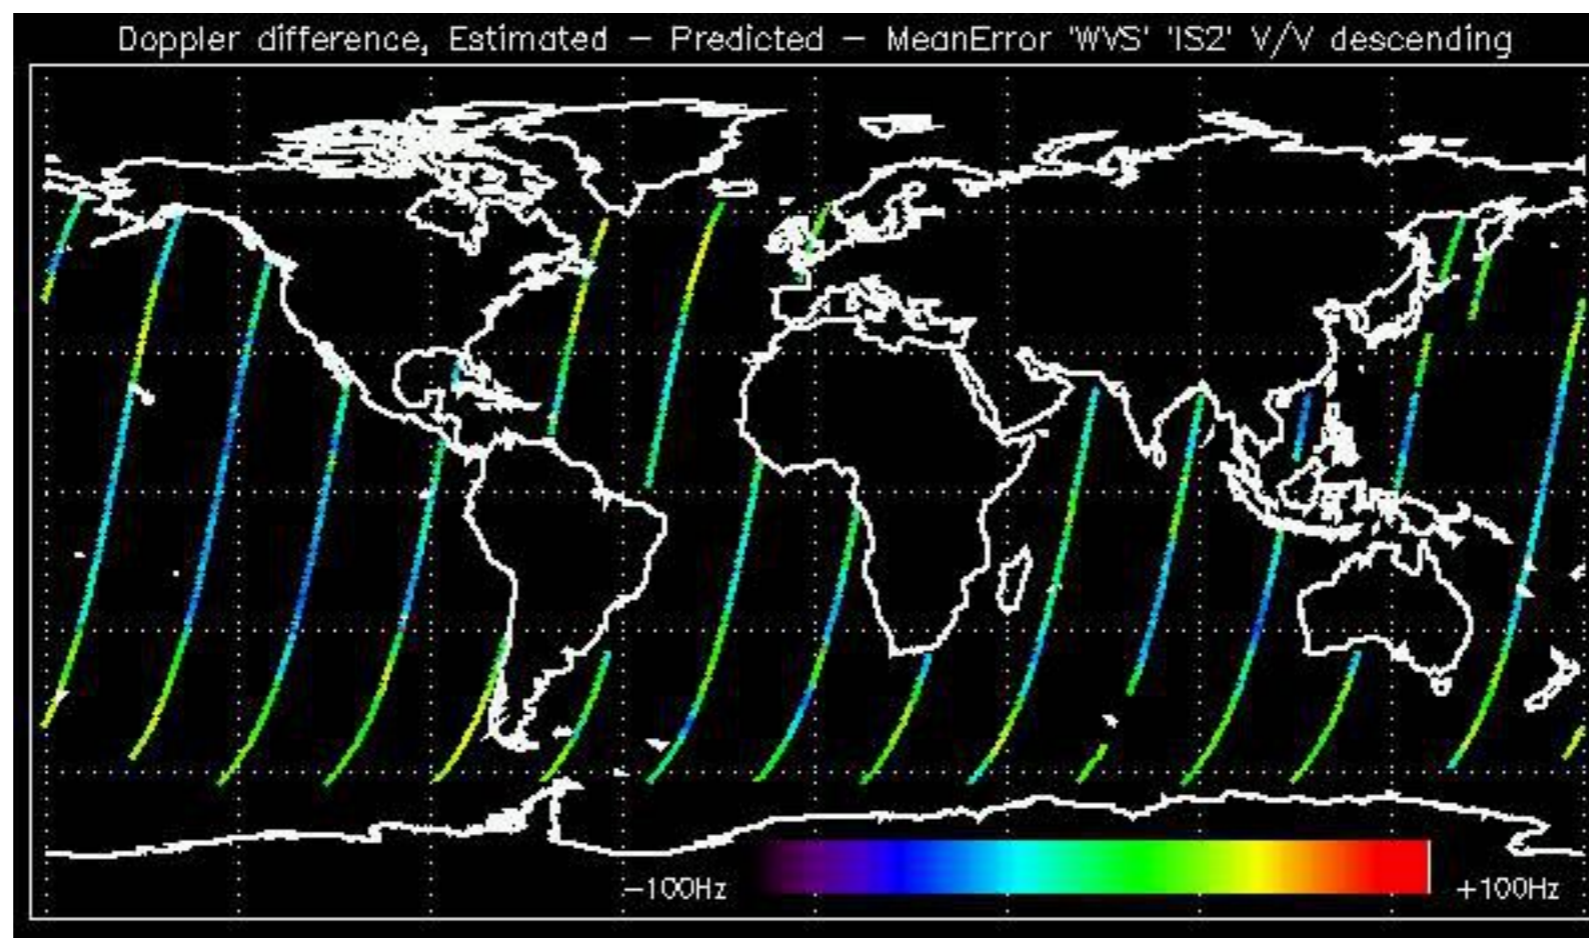 Doppler difference, Estimated - Predicted - MeanError 'WVS' 'IS2' V/V descending
-100Hz
+100Hz